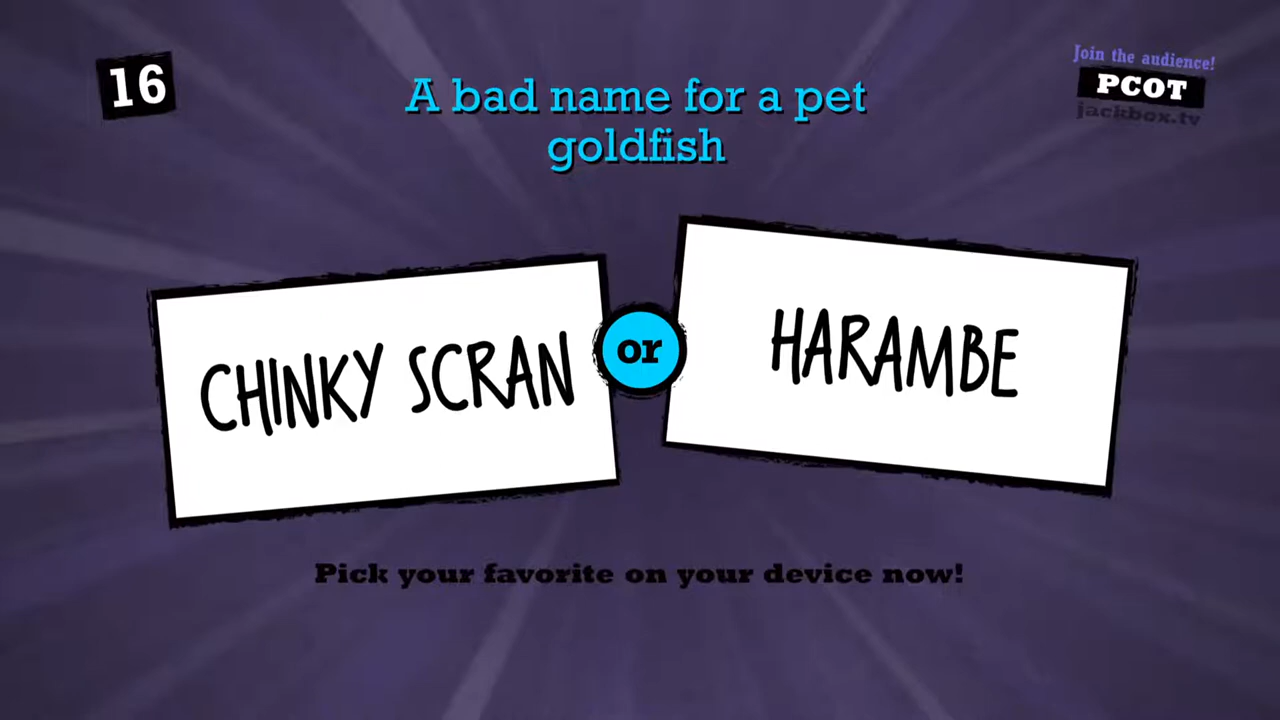 16
A bad name for a pet
goldfish
Join the audience!
PCOT
jackbox.tv
CHINKY SCRAN
or
HARAMBE
Pick your favorite on your device now!